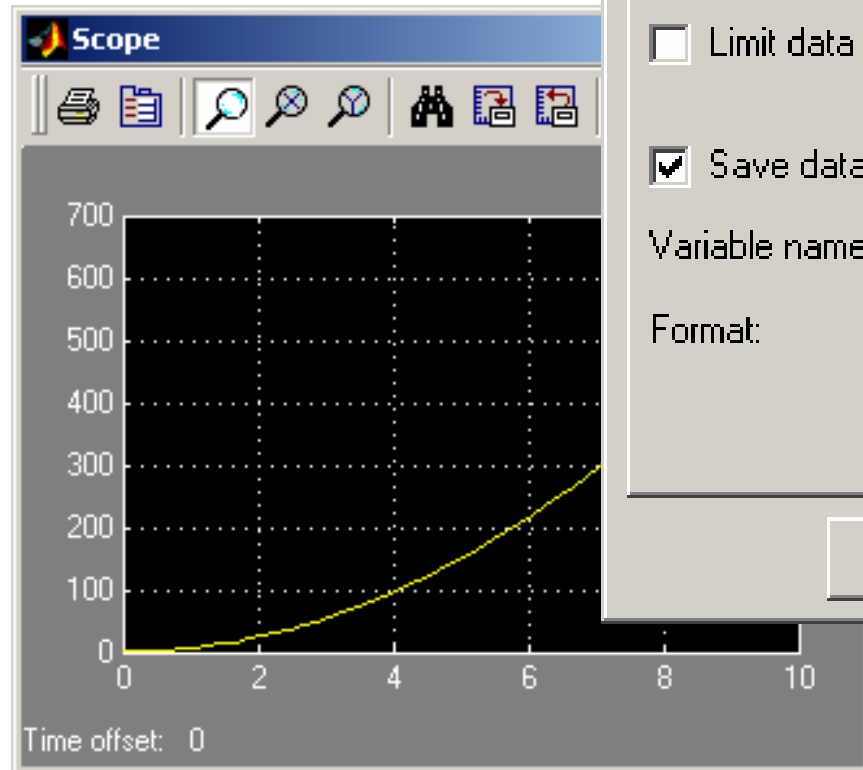 Scope
Limit data
Save data
Variable name
Format:
700
600
500
400
300
200
100
0
0 2 4 6 8 10
Time offset: 0